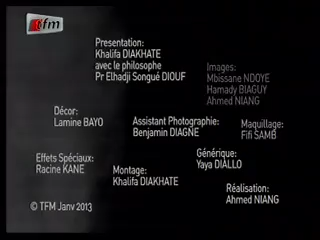 tfm
Presentation:
Khalifa DIAKHATE
avec le philosophe
Pr Elhadji Songué DIOUF
Images:
Mbissane NDOYE
Hamady BIAGUY
Ahmed NIANG
Décor:
Lamine BAYO
Assistant Photographie:
Benjamin DIAGNE
Maquillage:
Fifi SAMB
Effets Spéciaux:
Racine KANE
Montage:
Khalifa DIAKHATE
Générique:
Yaya DIALLO
Réalisation:
Ahmed NIANG
© TFM Janv 2013